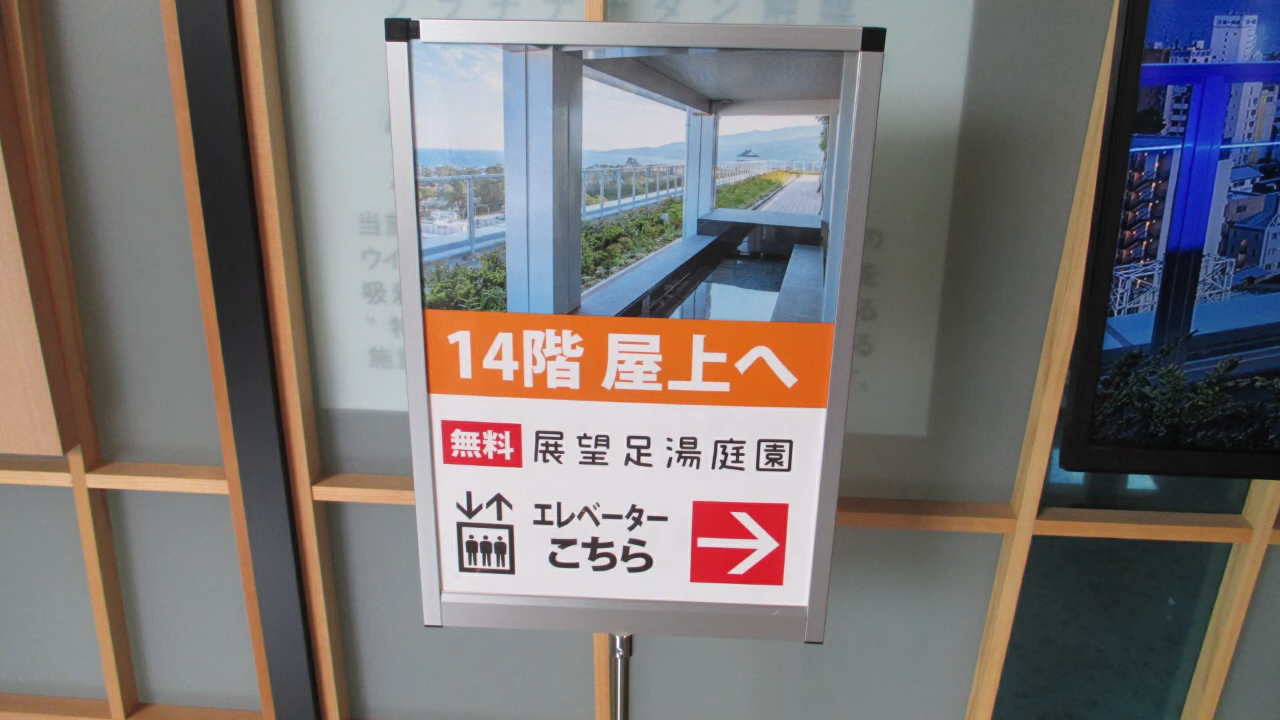 14階 屋上へ
無料 展望足湯庭園
エレベーター
こちら